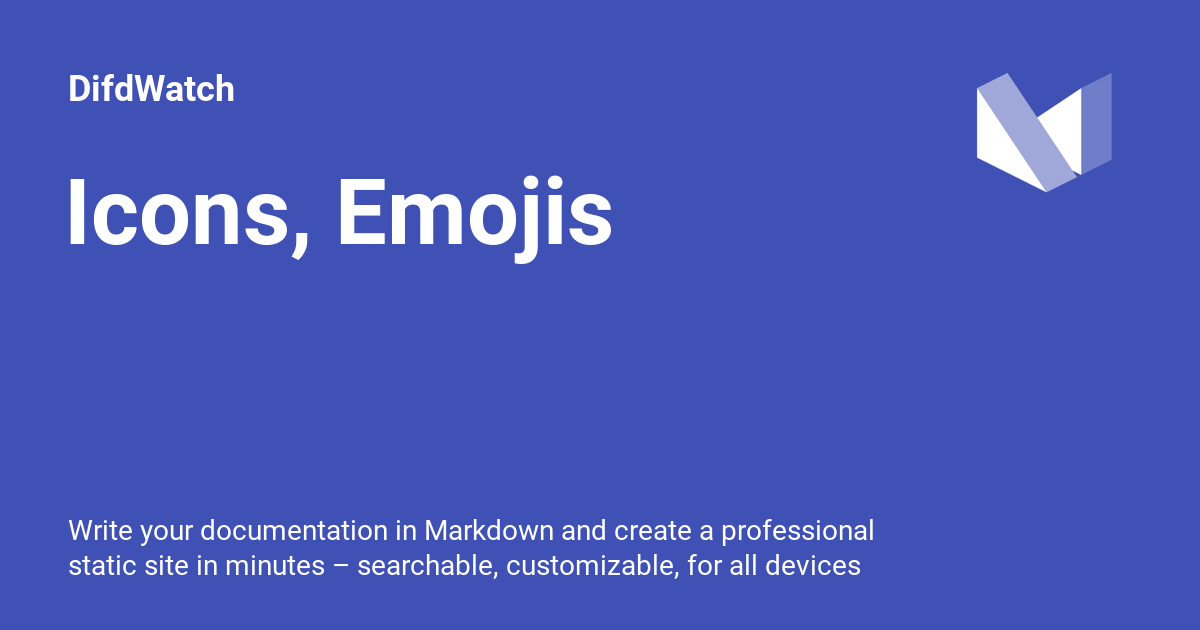 DifdWatch
Icons, Emojis
Write your documentation in Markdown and create a professional
static site in minutes – searchable, customizable, for all devices